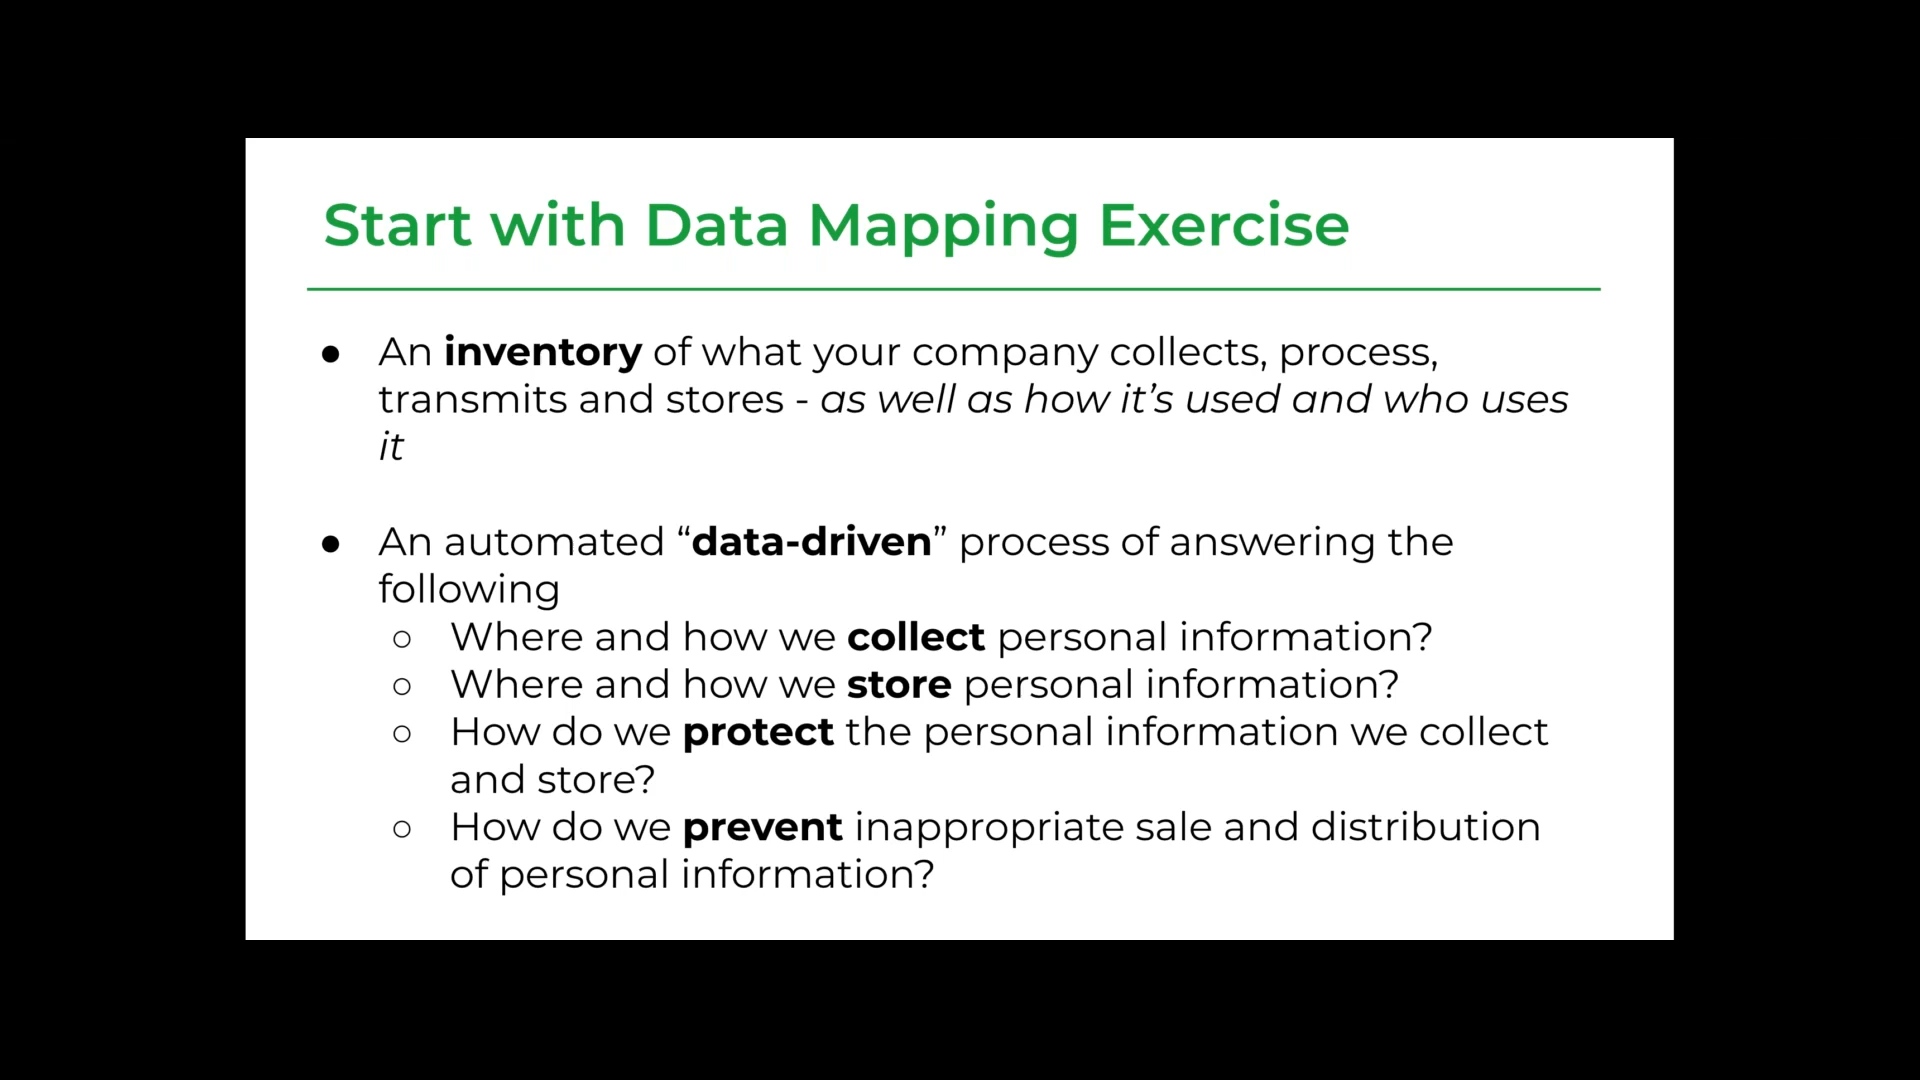 Start with Data Mapping Exercise
● An inventory of what your company collects, process,
transmits and stores - as well as how it’s used and who uses
it
● An automated “data-driven” process of answering the
following
○ Where and how we collect personal information?
○ Where and how we store personal information?
○ How do we protect the personal information we collect
and store?
○ How do we prevent inappropriate sale and distribution
of personal information?